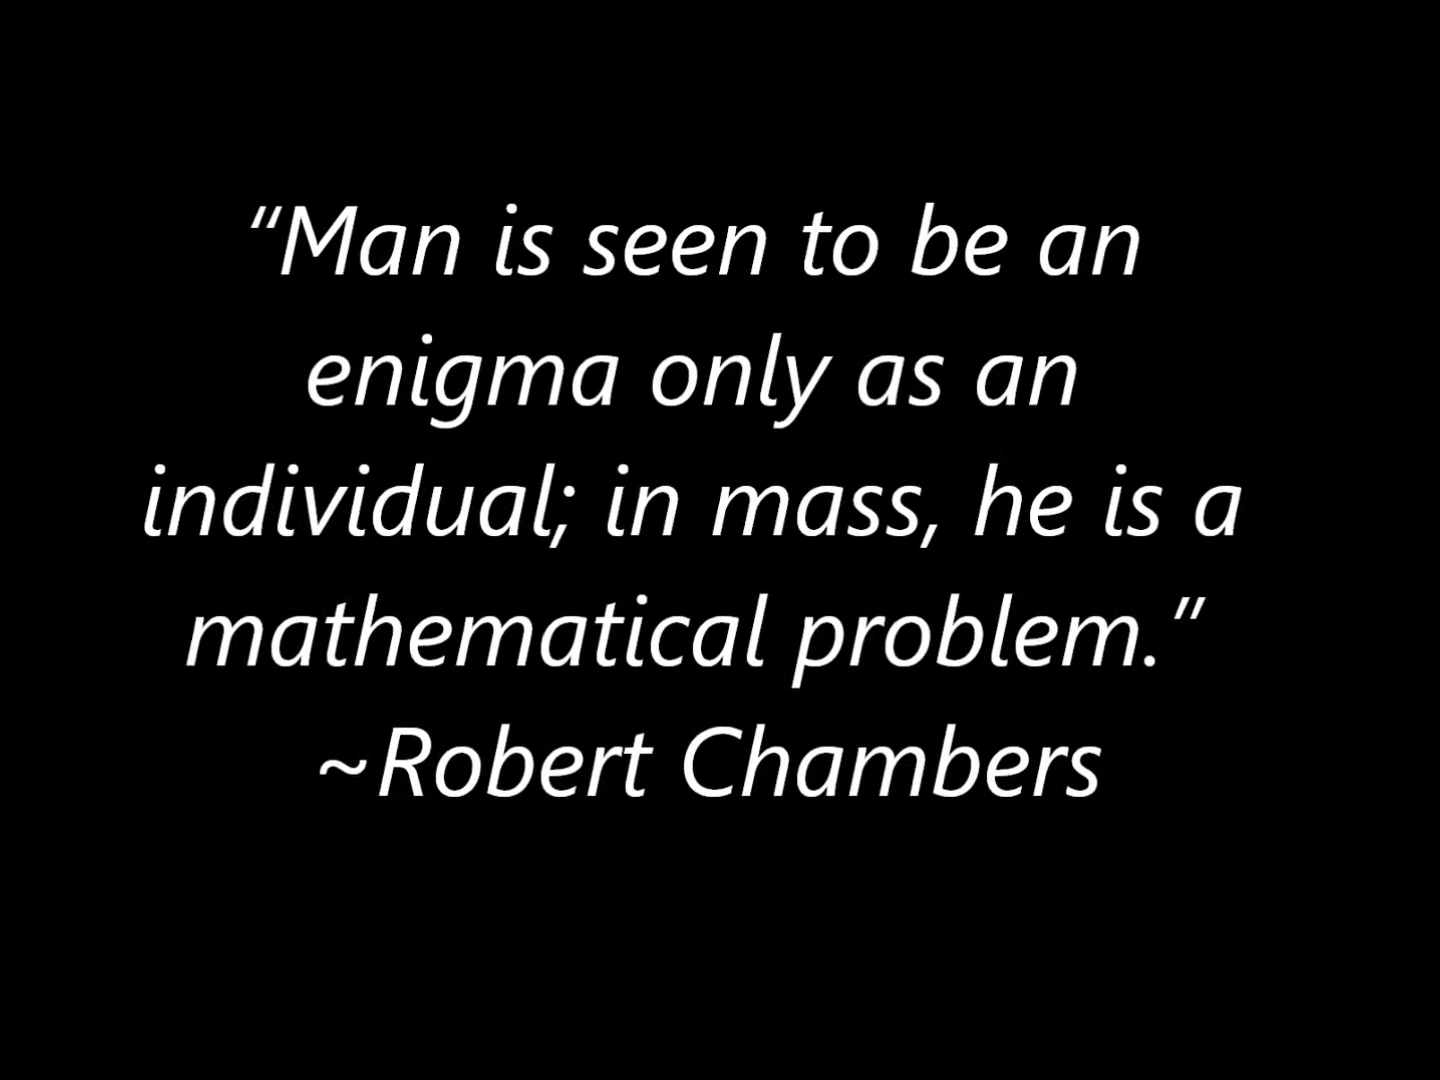 “Man is seen to be an
enigma only as an
individual; in mass, he is a
mathematical problem.”
~Robert Chambers